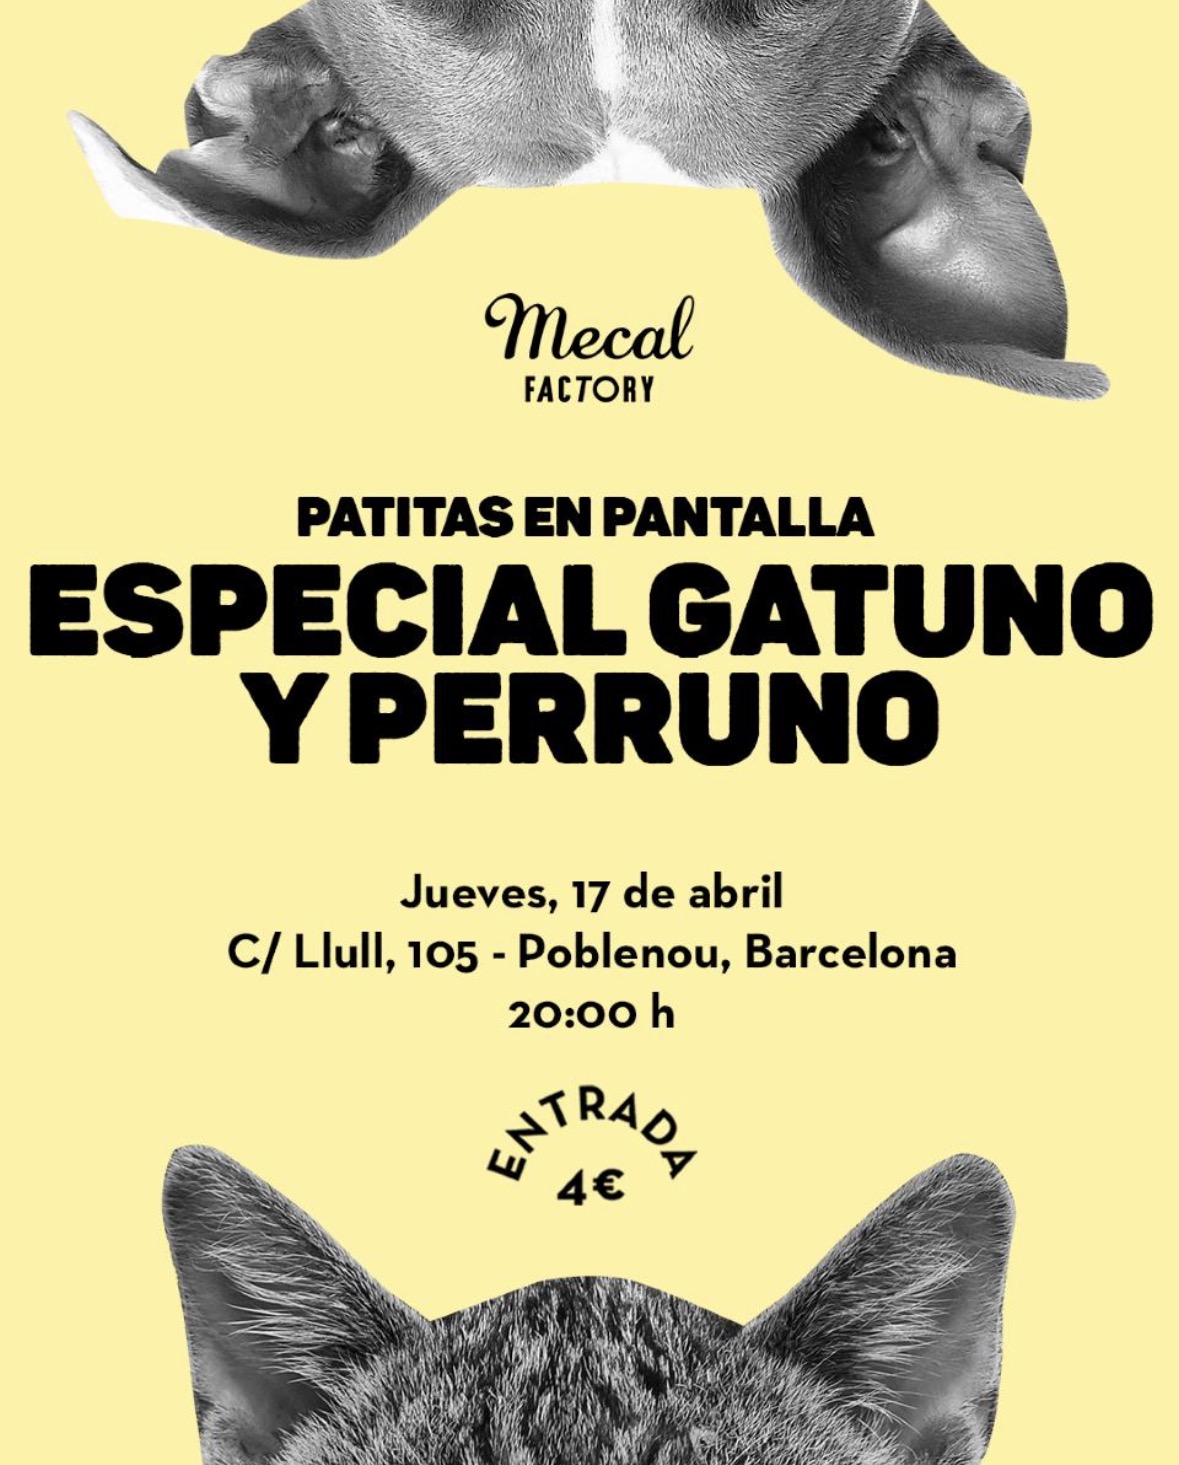 Mecal
FACTORY
PATITAS EN PANTALLA
ESPECIAL GATUNO
Y PERRUNO
Jueves, 17 de abril
C/ Llull, 105 - Poblenou, Barcelona
20:00 h
ENTRADA
4€